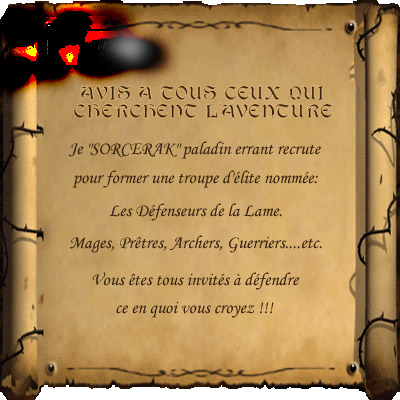 AVIS A TOUS CEUX QUI
CHERCHENT L'AVENTURE
Je "SORCERAK" paladin errant recrute
pour former une troupe d'élite nommée:
Les Défenseurs de la Lame.
Mages, Prêtres, Archers, Guerriers....etc.
Vous êtes tous invités à défendre
ce en quoi vous croyez !!!